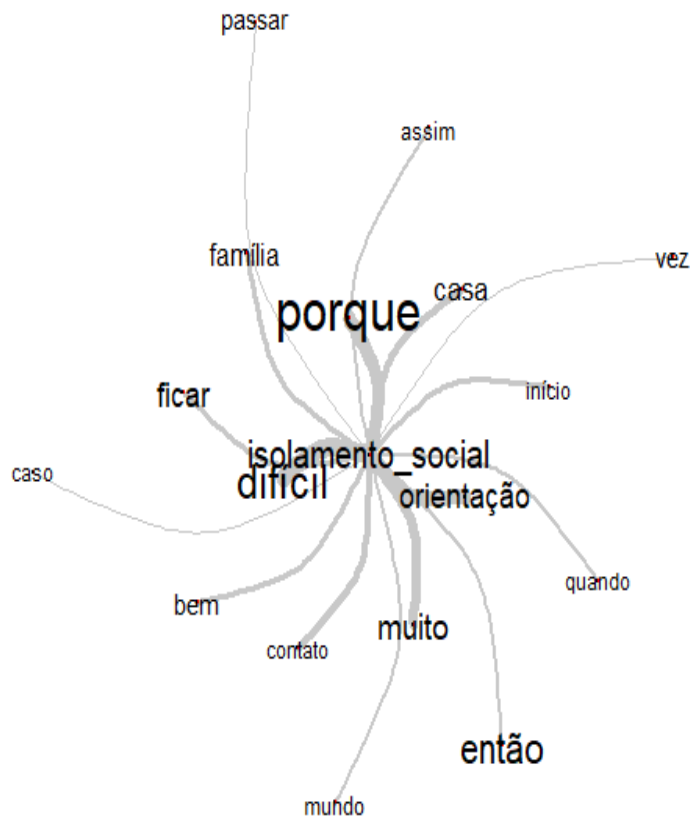 passar
assim
família
vez
casa
porque
início
ficar
isolamento_social
caso
difícil
orientação
quando
bem
muito
contato
então
mundo